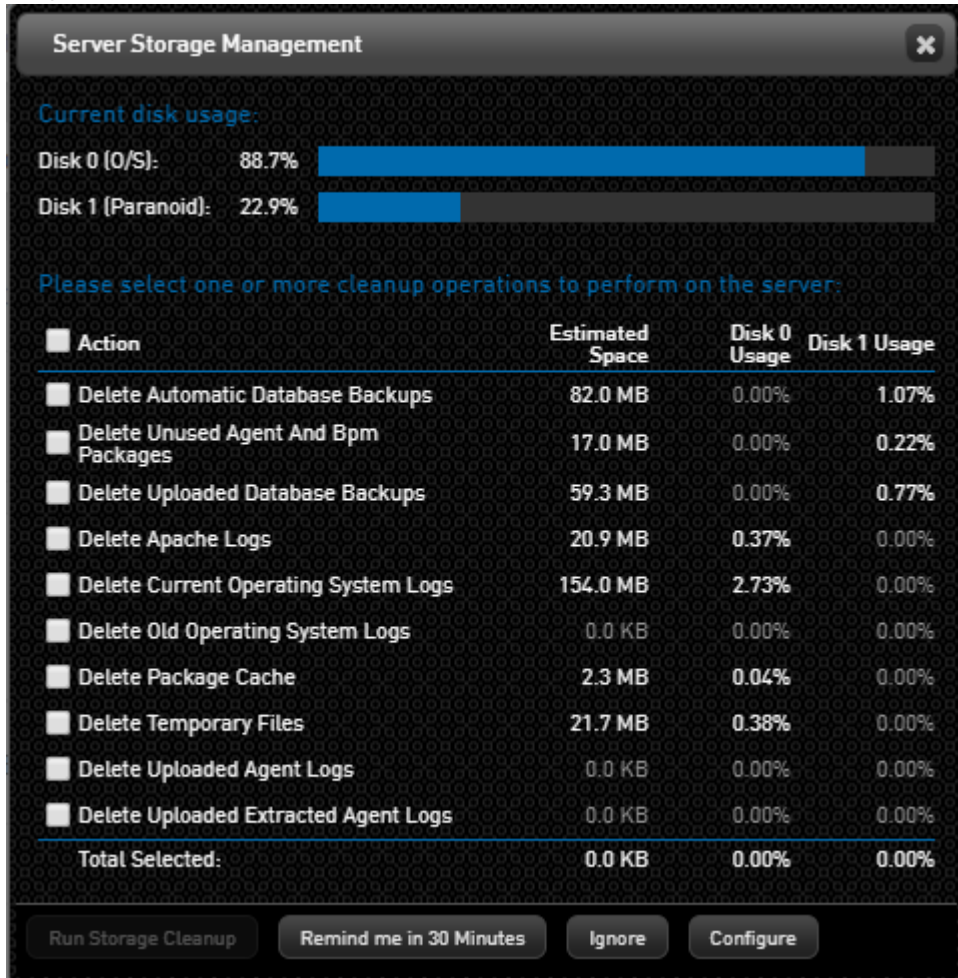 Server Storage Management
Current disk usage:
Disk 0 (O/S): 88.7%
Disk 1 (Paranoid): 22.9%
Please select one or more cleanup operations to perform on the server:
Action Estimated Space Disk 0 Usage Disk 1 Usage
Delete Automatic Database Backups 82.0 MB 0.00% 1.07%
Delete Unused Agent And Bpm Packages 17.0 MB 0.00% 0.22%
Delete Uploaded Database Backups 59.3 MB 0.00% 0.77%
Delete Apache Logs 20.9 MB 0.37% 0.00%
Delete Current Operating System Logs 154.0 MB 2.73% 0.00%
Delete Old Operating System Logs 0.0 KB 0.00% 0.00%
Delete Package Cache 2.3 MB 0.04% 0.00%
Delete Temporary Files 21.7 MB 0.38% 0.00%
Delete Uploaded Agent Logs 0.0 KB 0.00% 0.00%
Delete Uploaded Extracted Agent Logs 0.0 KB 0.00% 0.00%
Total Selected: 0.0 KB 0.00% 0.00%
Run Storage Cleanup Remind me in 30 Minutes Ignore Configure